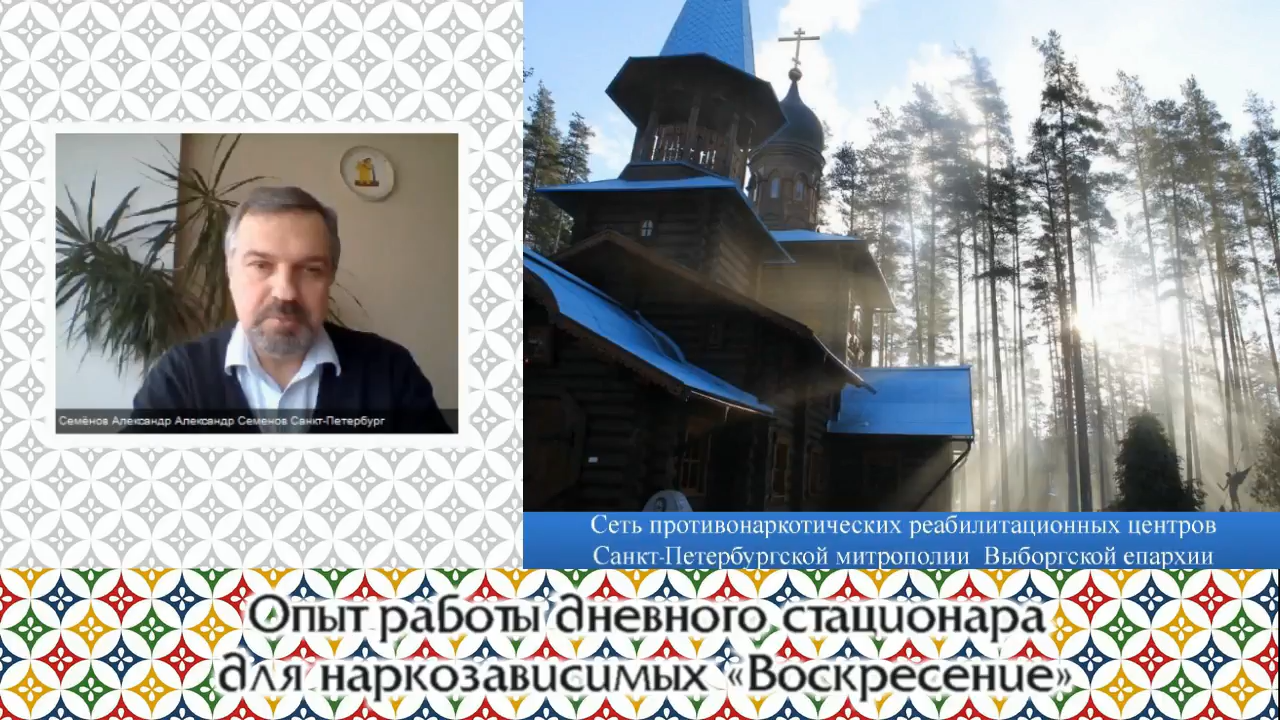 Семёнов Александр Александр Семенов Санкт-Петербург
Сеть противонаркотических реабилитационных центров
Санкт-Петербургской митрополии Выборгской епархии
Опыт работы дневного стационара
для наркозависимых «Воскресение»